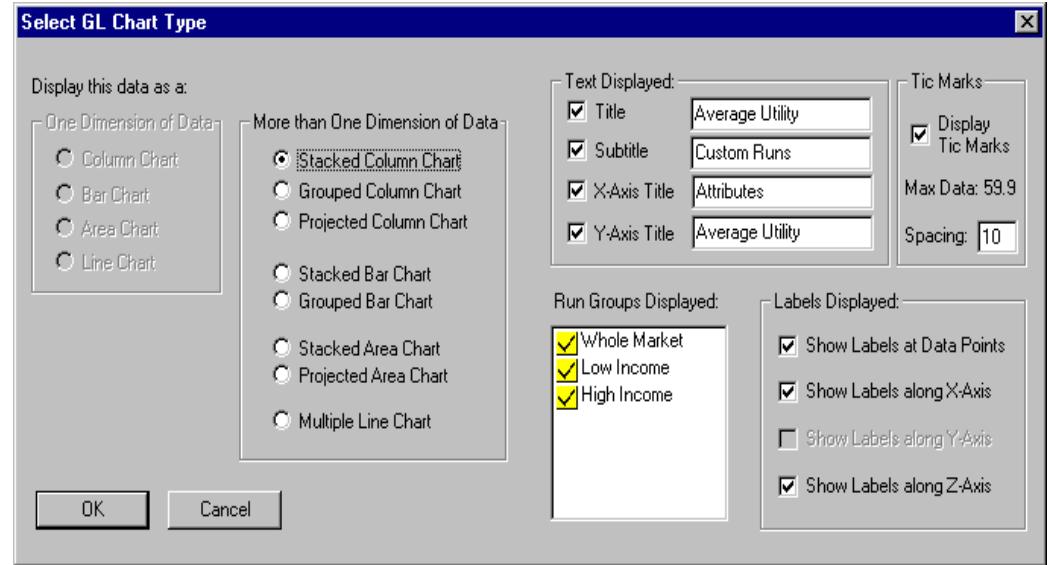 Select GL Chart Type
Display this data as a:
One Dimension of Data
Column Chart
Bar Chart
Area Chart
Line Chart
More than One Dimension of Data
Stacked Column Chart
Grouped Column Chart
Projected Column Chart
Stacked Bar Chart
Grouped Bar Chart
Stacked Area Chart
Projected Area Chart
Multiple Line Chart
Text Displayed:
Title Average Utility
Subtitle Custom Runs
X-Axis Title Attributes
Y-Axis Title Average Utility
Tic Marks
Display
Tic Marks
Max Data: 59.9
Spacing: 10
Run Groups Displayed:
Whole Market
Low Income
High Income
Labels Displayed:
Show Labels at Data Points
Show Labels along X-Axis
Show Labels along Y-Axis
Show Labels along Z-Axis
OK
Cancel